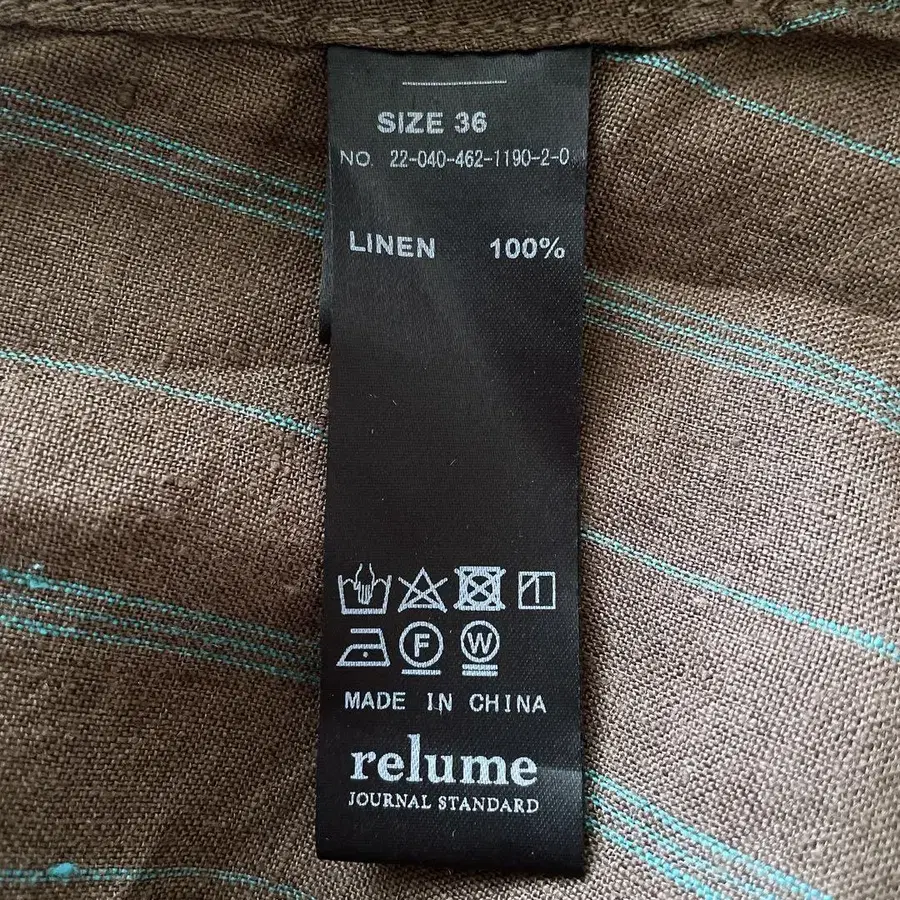 SIZE 36
NO. 22-040-462-1190-2-0
LINEN 100%
F W
MADE IN CHINA
relume
JOURNAL STANDARD